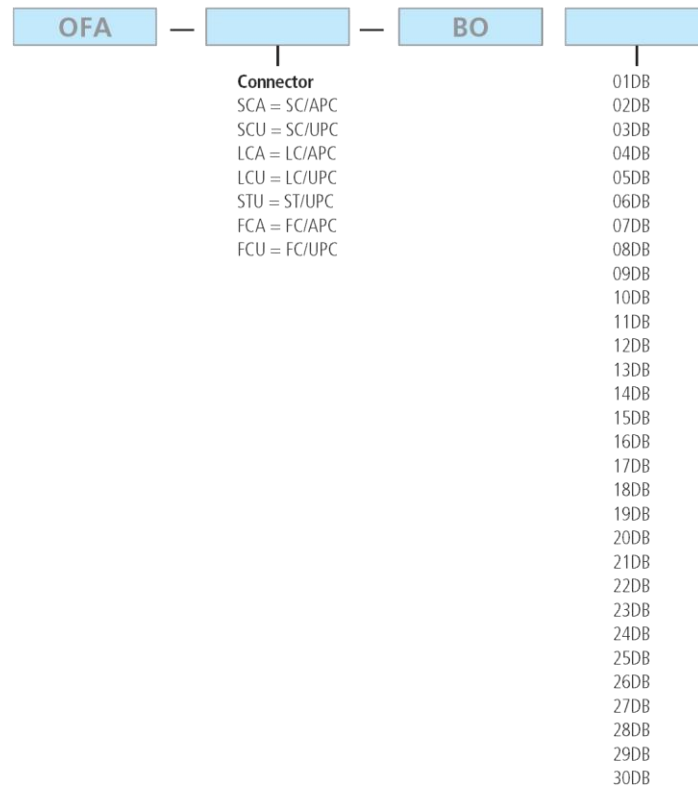 OFA — — BO
Connector
SCA = SC/APC
SCU = SC/UPC
LCA = LC/APC
LCU = LC/UPC
STU = ST/UPC
FCA = FC/APC
FCU = FC/UPC
01DB
02DB
03DB
04DB
05DB
06DB
07DB
08DB
09DB
10DB
11DB
12DB
13DB
14DB
15DB
16DB
17DB
18DB
19DB
20DB
21DB
22DB
23DB
24DB
25DB
26DB
27DB
28DB
29DB
30DB